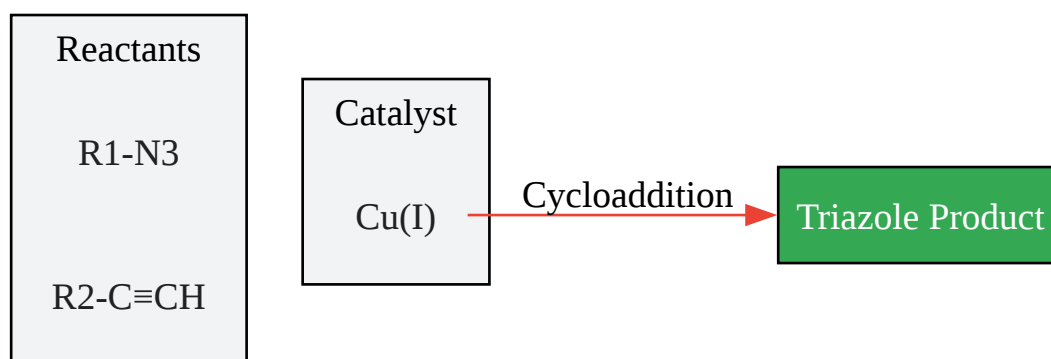 Reactants
R1-N3
R2-C≡CH
Catalyst
Cu(I)
Cycloaddition
Triazole Product